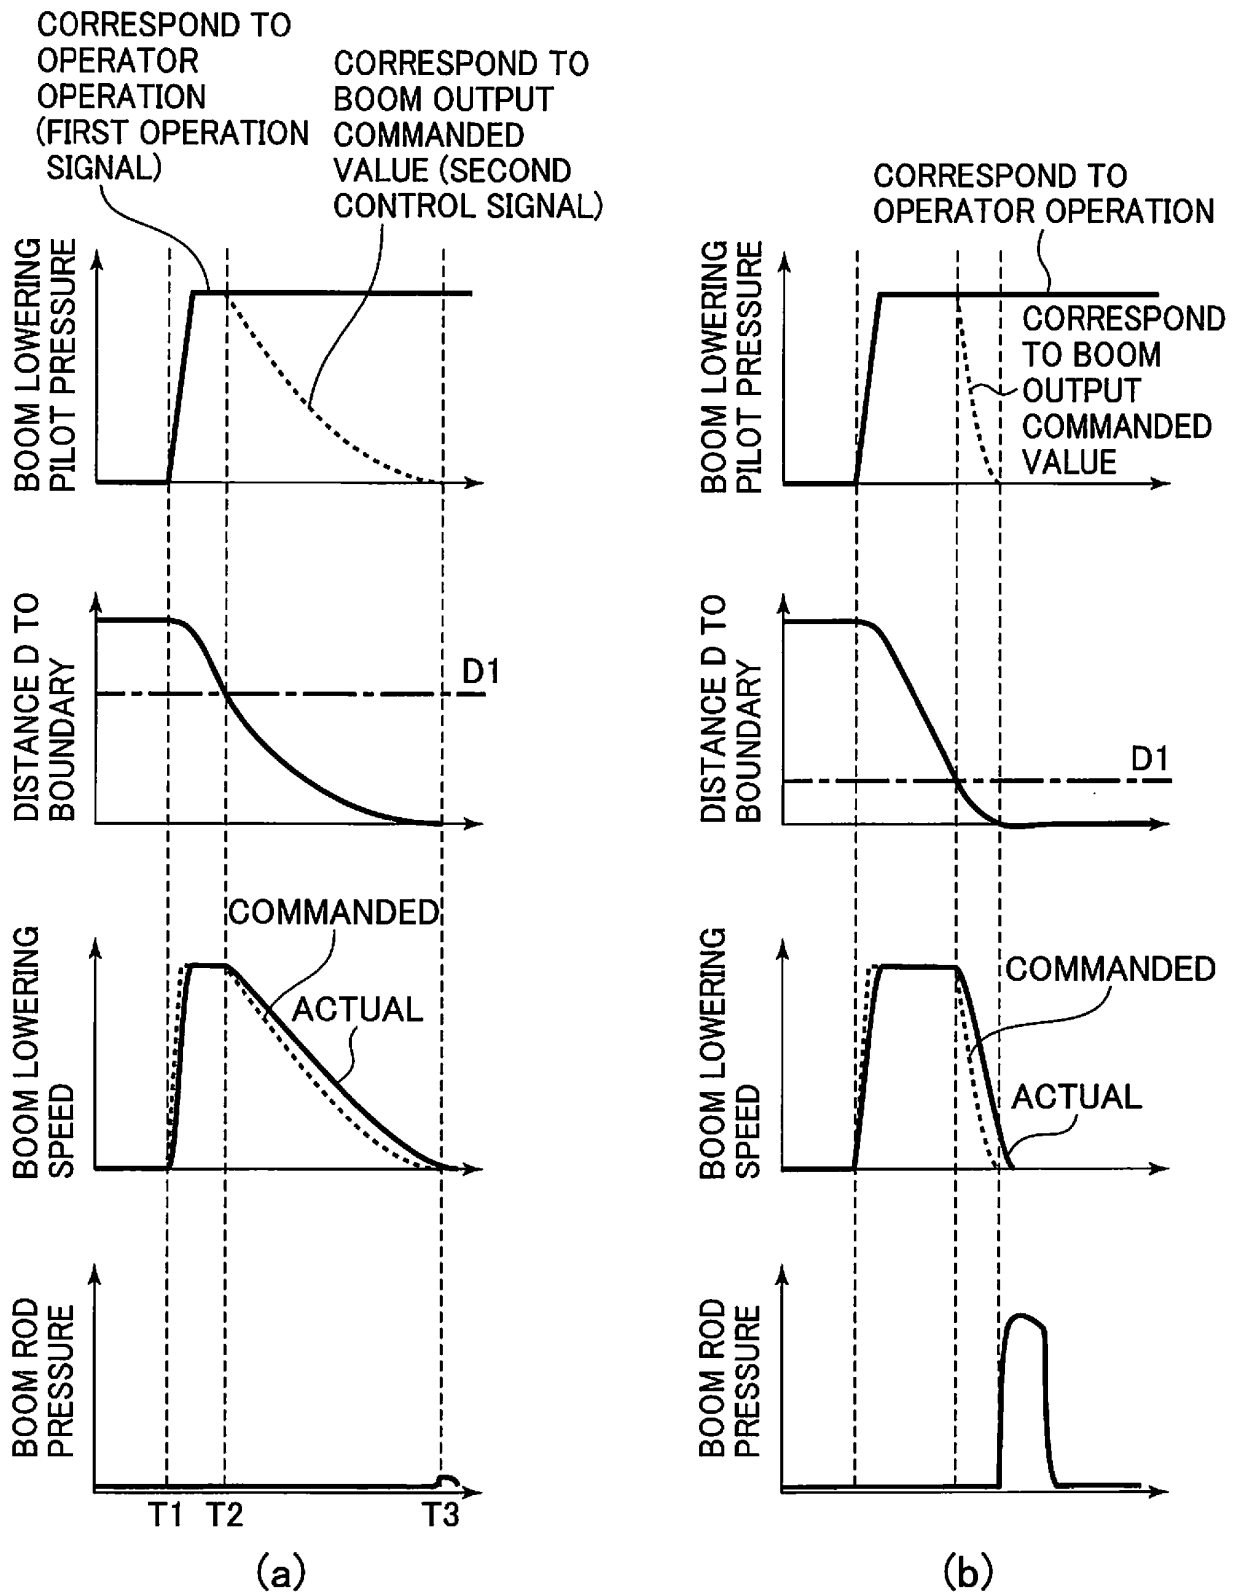 CORRESPOND TO
OPERATOR
OPERATION
(FIRST OPERATION
SIGNAL)
CORRESPOND TO
BOOM OUTPUT
COMMANDED
VALUE (SECOND
CONTROL SIGNAL)
BOOM LOWERING
PILOT PRESSURE
DISTANCE D TO
BOUNDARY
D1
BOOM LOWERING
SPEED
COMMANDED
ACTUAL
BOOM ROD
PRESSURE
T1 T2 T3
(a)
CORRESPOND TO
OPERATOR OPERATION
BOOM LOWERING
PILOT PRESSURE
CORRESPOND
TO BOOM
OUTPUT
COMMANDED
VALUE
DISTANCE D TO
BOUNDARY
D1
BOOM LOWERING
SPEED
COMMANDED
ACTUAL
BOOM ROD
PRESSURE
(b)